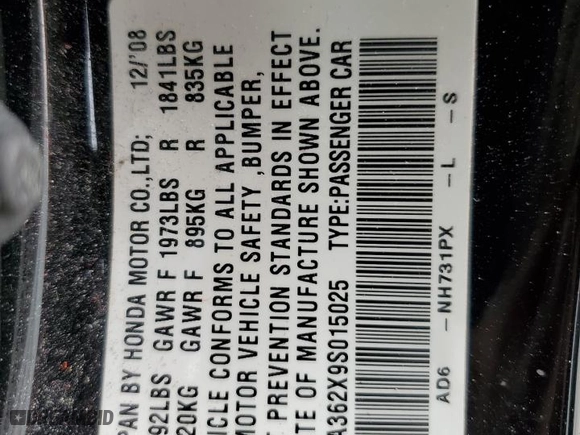 PAN BY HONDA MOTOR CO.,LTD; 12/'08
92LBS GAWR F 1973LBS R 1841LBS
20KG GAWR F 895KG R 835KG
ICLE CONFORMS TO ALL APPLICABLE
MOTOR VEHICLE SAFETY ,BUMPER,
T PREVENTION STANDARDS IN EFFECT
TE OF MANUFACTURE SHOWN ABOVE.
A362X9S015025 TYPE:PASSENGER CAR
AD6 - NH731PX - L - S